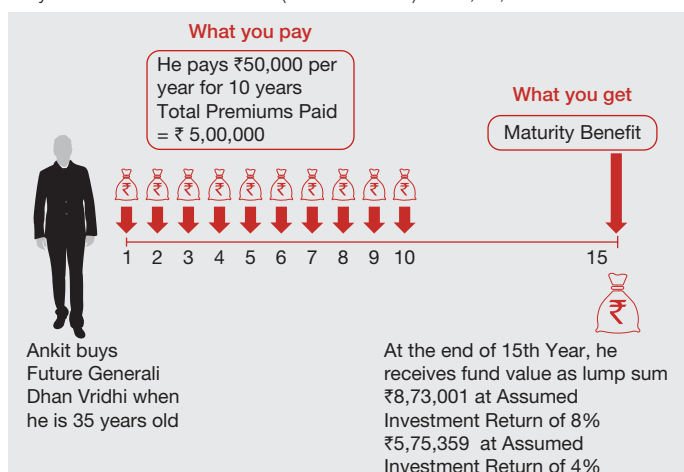 What you pay
He pays ₹50,000 per
year for 10 years
Total Premiums Paid
= ₹ 5,00,000
What you get
Maturity Benefit
₹ ₹ ₹ ₹ ₹ ₹ ₹ ₹ ₹ ₹
1 2 3 4 5 6 7 8 9 10 15
₹
Ankit buys
Future Generali
Dhan Vridhi when
he is 35 years old
At the end of 15th Year, he
receives fund value as lump sum
₹8,73,001 at Assumed
Investment Return of 8%
₹5,75,359 at Assumed
Investment Return of 4%